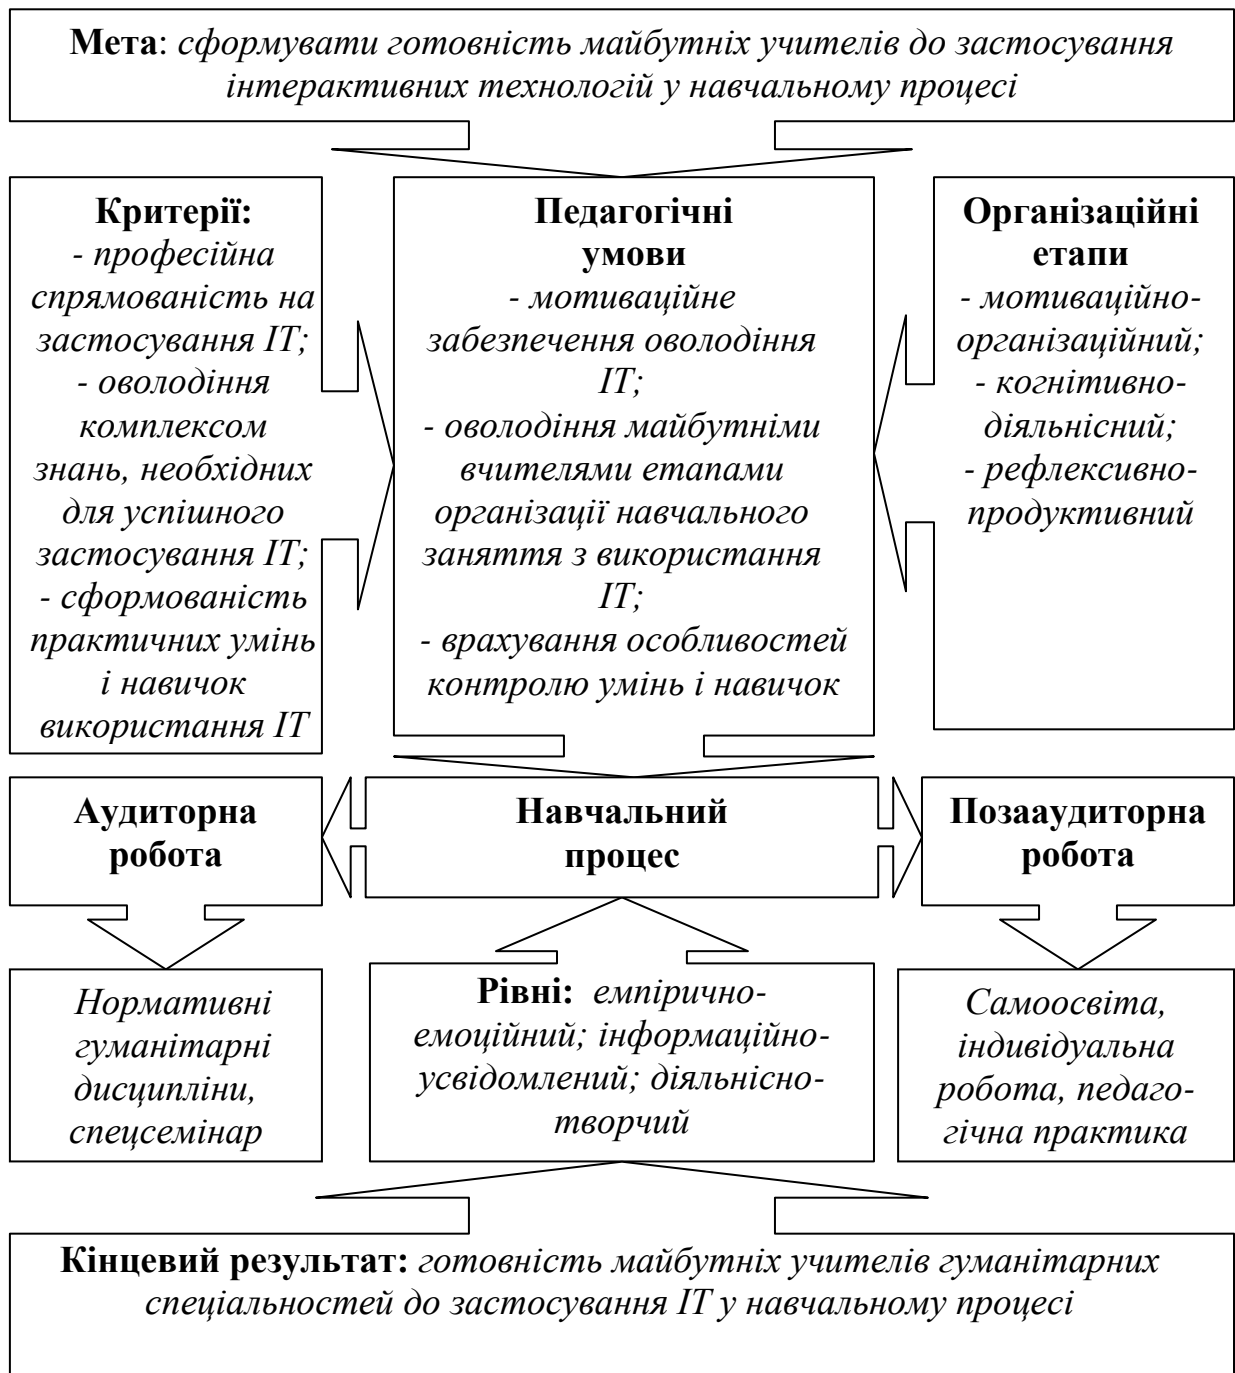 Мета: сформувати готовність майбутніх учителів до застосування
інтерактивних технологій у навчальному процесі
Критерії:
- професійна
спрямованість на
застосування ІТ;
- оволодіння
комплексом
знань, необхідних
для успішного
застосування ІТ;
- сформованість
практичних умінь
і навичок
використання ІТ
Педагогічні
умови
- мотиваційне
забезпечення оволодіння
ІТ;
- оволодіння майбутніми
вчителями етапами
організації навчального
заняття з використання
ІТ;
- врахування особливостей
контролю умінь і навичок
Організаційні
етапи
- мотиваційно-
організаційний;
- когнітивно-
діяльнісний;
- рефлексивно-
продуктивний
Аудиторна
робота
Навчальний
процес
Позааудиторна
робота
Нормативні
гуманітарні
дисципліни,
спецсемінар
Рівні: емпірично-
емоційний; інформаційно-
усвідомлений; діяльнісно-
творчий
Самоосвіта,
індивідуальна
робота, педаго-
гічна практика
Кінцевий результат: готовність майбутніх учителів гуманітарних
спеціальностей до застосування ІТ у навчальному процесі